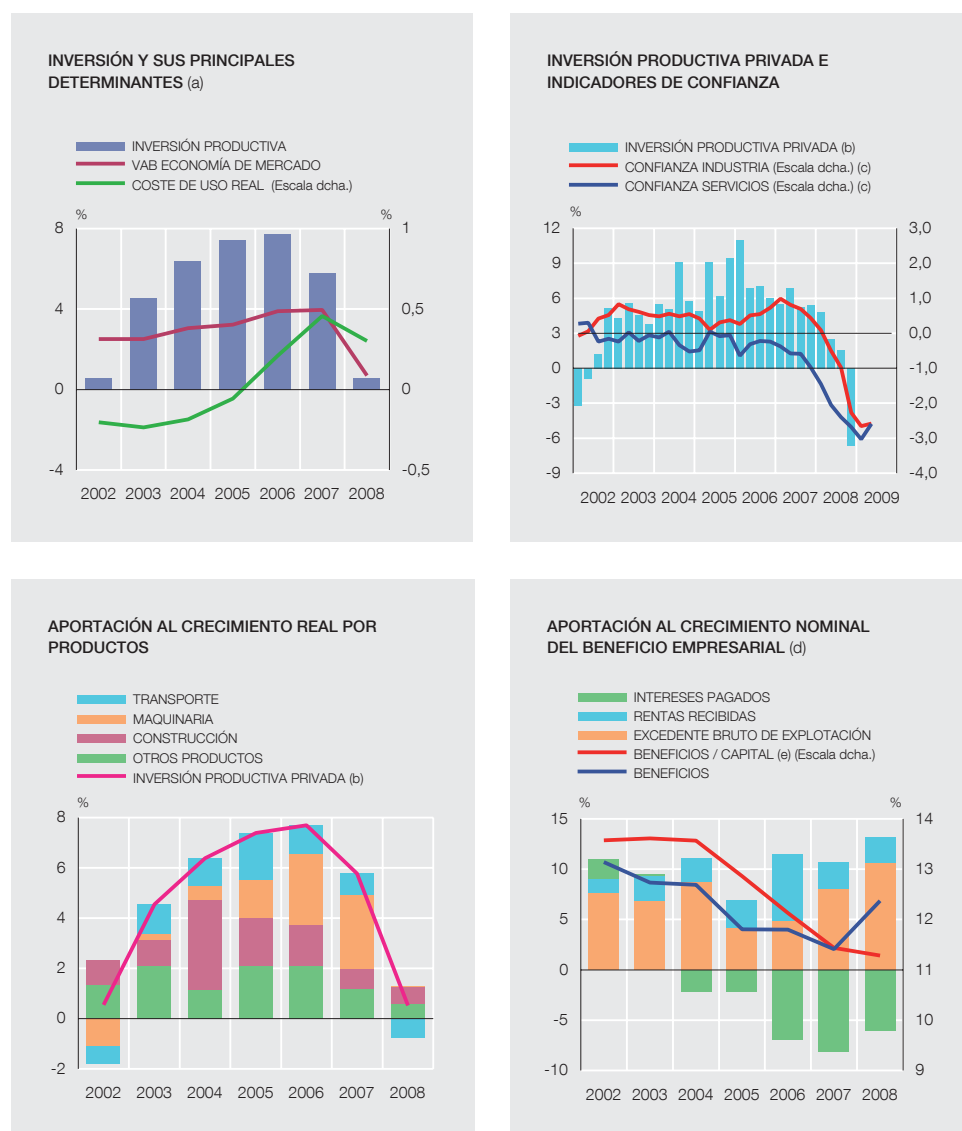 INVERSIÓN Y SUS PRINCIPALES
DETERMINANTES (a)
INVERSIÓN PRODUCTIVA
VAB ECONOMÍA DE MERCADO
COSTE DE USO REAL (Escala dcha.)
% %
8 1
4 0,5
0 0
-4 -0,5
2002 2003 2004 2005 2006 2007 2008
INVERSIÓN PRODUCTIVA PRIVADA E
INDICADORES DE CONFIANZA
INVERSIÓN PRODUCTIVA PRIVADA (b)
CONFIANZA INDUSTRIA (Escala dcha.) (c)
CONFIANZA SERVICIOS (Escala dcha.) (c)
%
12 3,0
9 2,0
6 1,0
3 0,0
0 -1,0
-3 -2,0
-6 -3,0
-9 -4,0
2002 2003 2004 2005 2006 2007 2008 2009
APORTACIÓN AL CRECIMIENTO REAL POR
PRODUCTOS
TRANSPORTE
MAQUINARIA
CONSTRUCCIÓN
OTROS PRODUCTOS
INVERSIÓN PRODUCTIVA PRIVADA (b)
%
8
6
4
2
0
-2
2002 2003 2004 2005 2006 2007 2008
APORTACIÓN AL CRECIMIENTO NOMINAL
DEL BENEFICIO EMPRESARIAL (d)
INTERESES PAGADOS
RENTAS RECIBIDAS
EXCEDENTE BRUTO DE EXPLOTACIÓN
BENEFICIOS / CAPITAL (e) (Escala dcha.)
BENEFICIOS
% %
15 14
10 13
5 12
0 11
-5 10
-10 9
2002 2003 2004 2005 2006 2007 2008